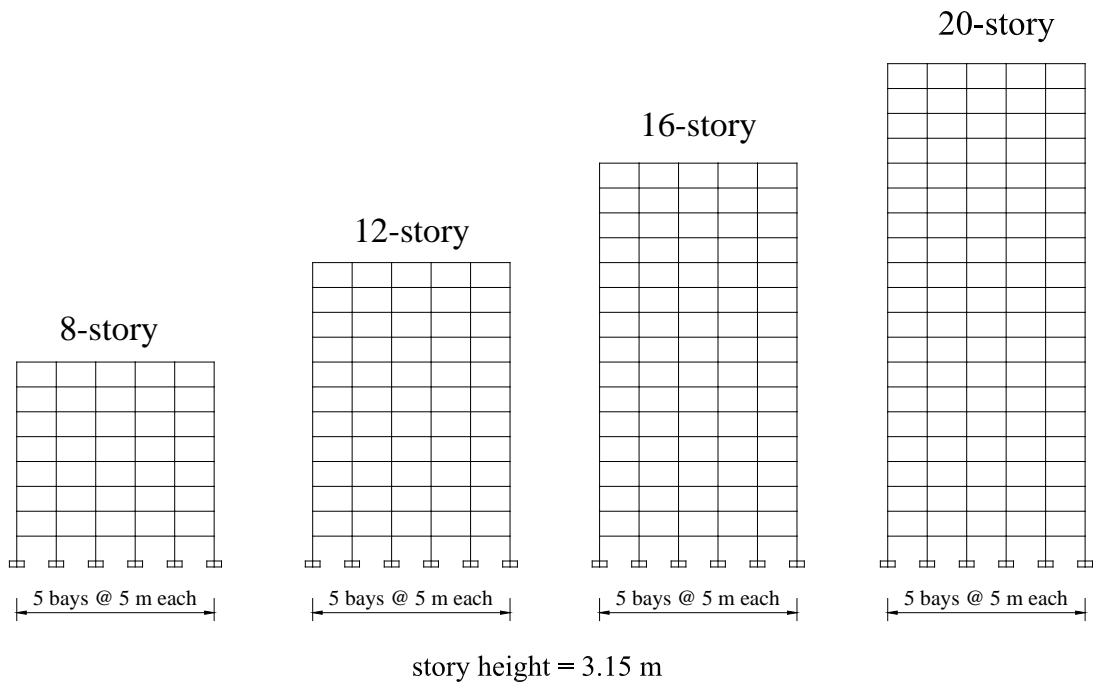 20-story
16-story
12-story
8-story
5 bays @ 5 m each
5 bays @ 5 m each
5 bays @ 5 m each
5 bays @ 5 m each
story height = 3.15 m